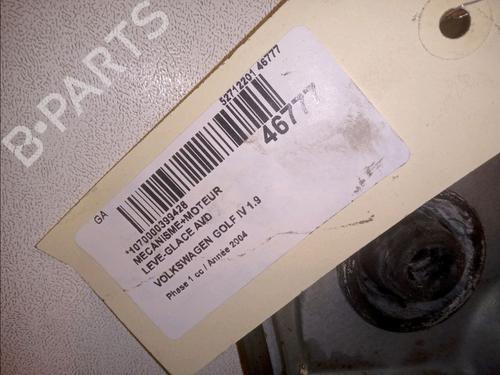 B-PARTS
52712201 46777
46777
GA
*1070000399428
MECANISME+MOTEUR
LEVE-GLACE AVD
VOLKSWAGEN GOLF IV 1.9
Phase 1 cc / Année 2004